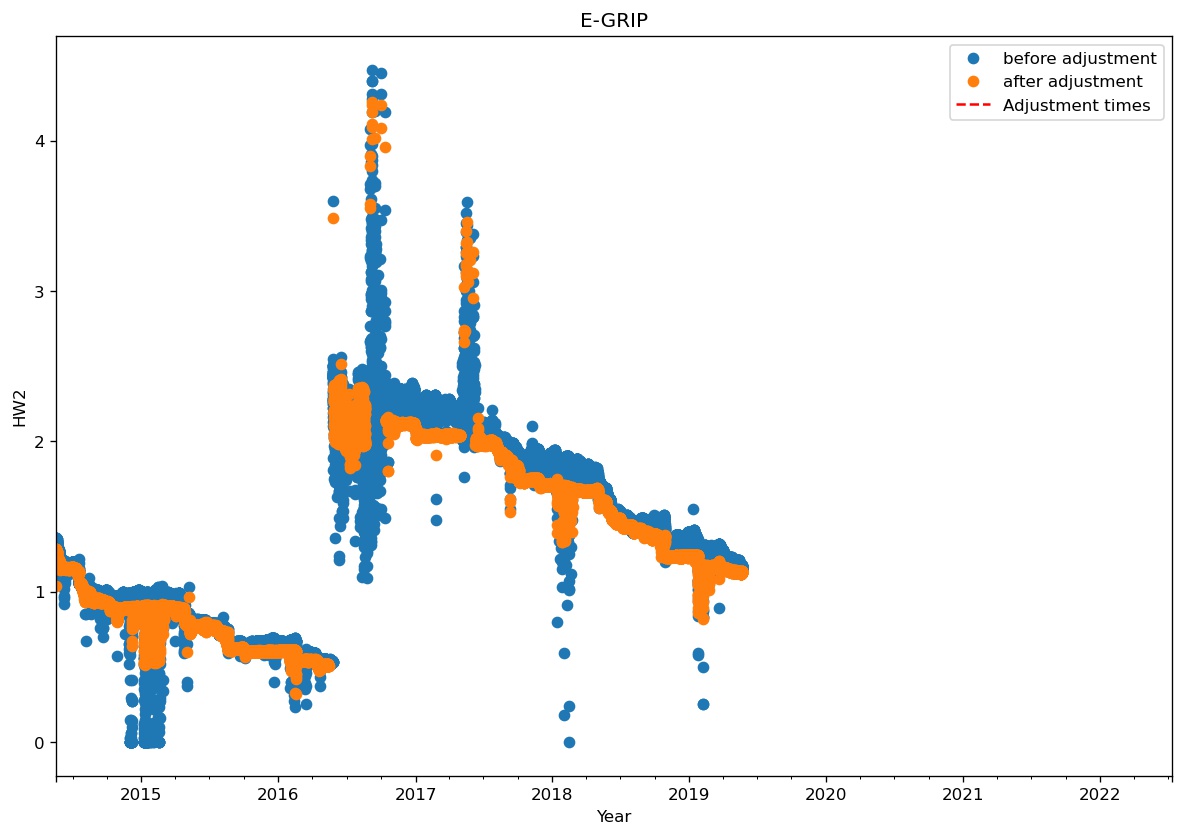 E-GRIP
before adjustment
after adjustment
Adjustment times
HW2
4
3
2
1
0
2015 2016 2017 2018 2019 2020 2021 2022
Year